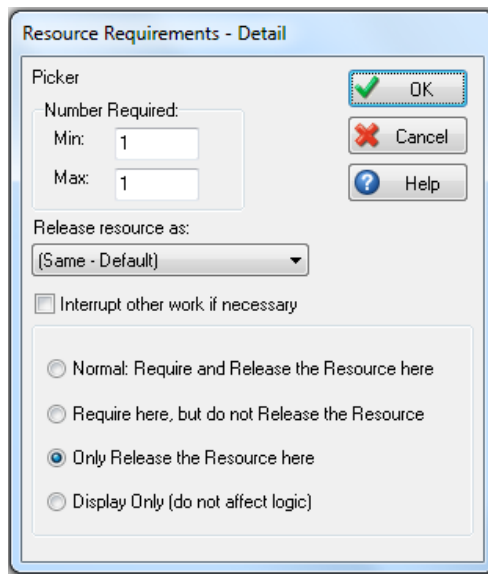 Resource Requirements - Detail
Picker
OK
Number Required:
Min: 1
Cancel
Max: 1
Help
Release resource as:
(Same - Default)
Interrupt other work if necessary
Normal: Require and Release the Resource here
Require here, but do not Release the Resource
Only Release the Resource here
Display Only (do not affect logic)